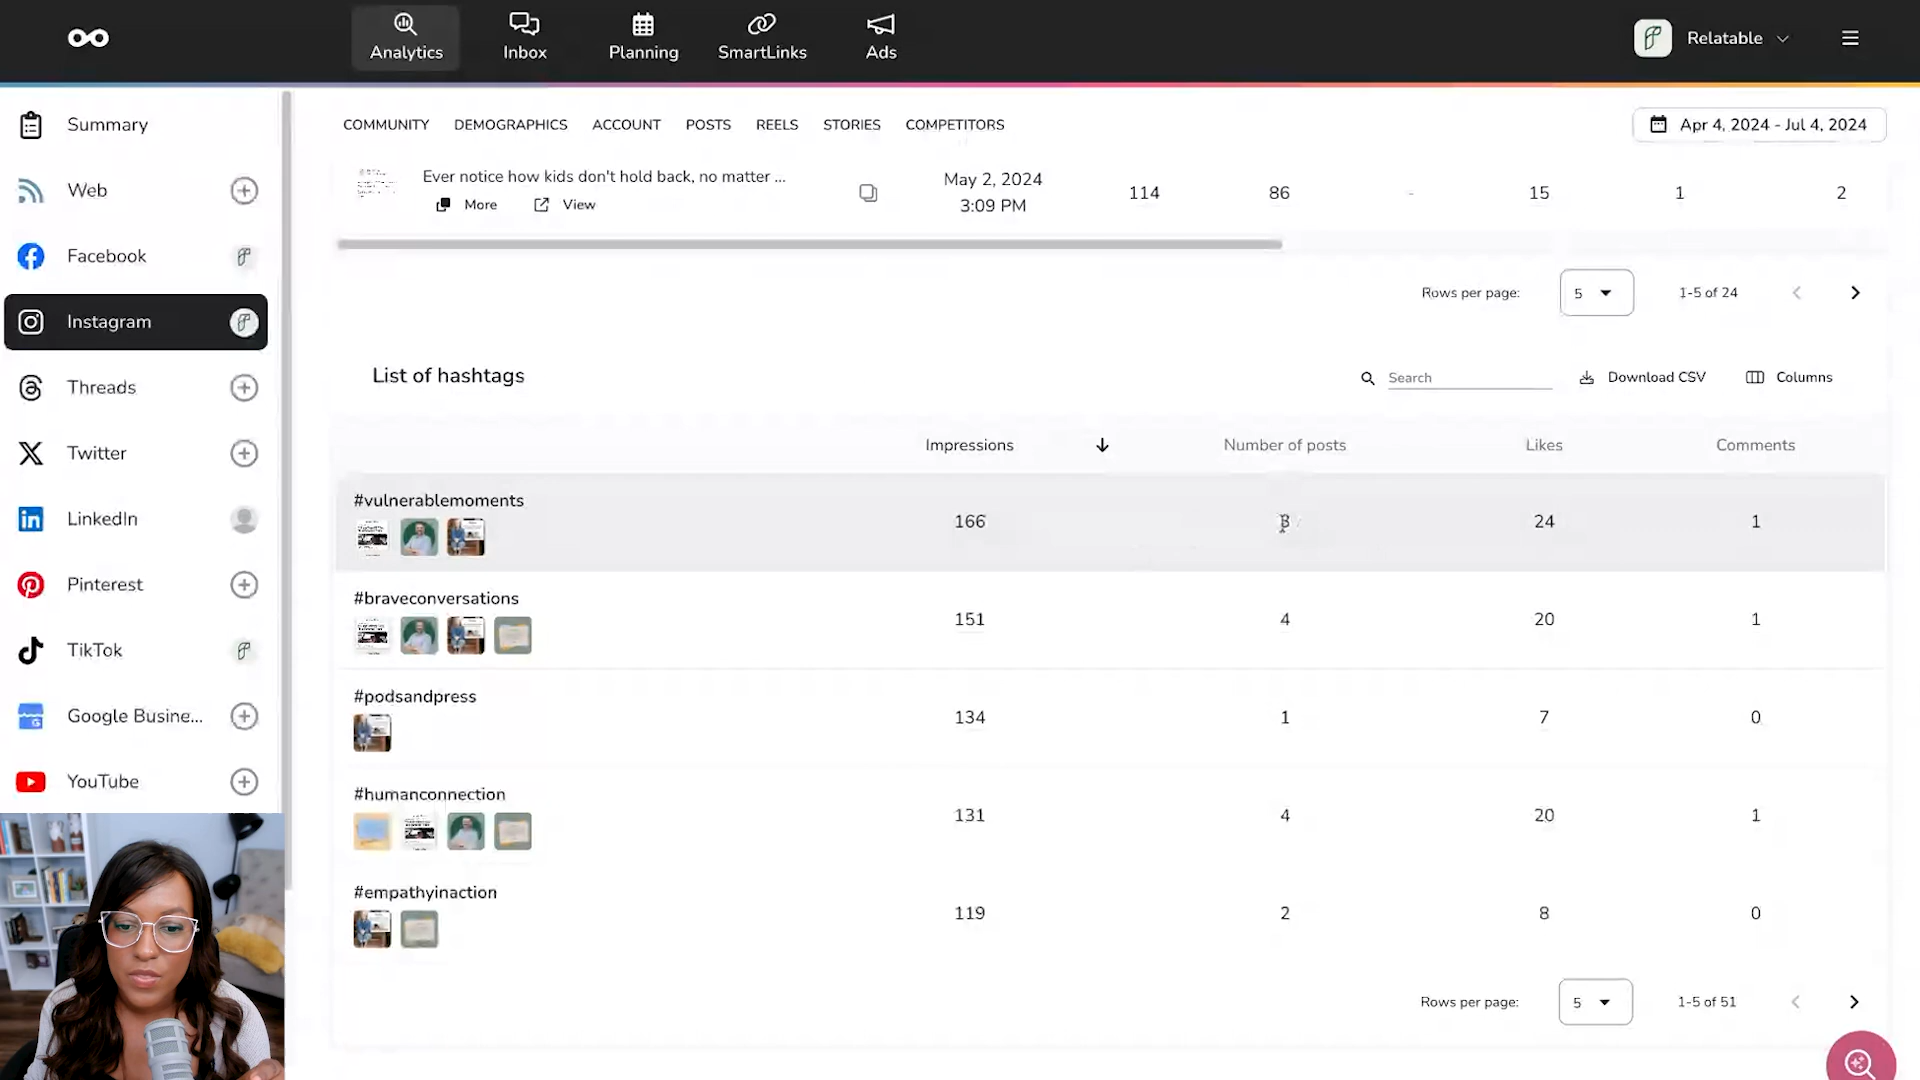 Analytics
Inbox
Planning
SmartLinks
Ads
Relatable
Summary
Web
Facebook
Instagram
Threads
Twitter
LinkedIn
Pinterest
TikTok
Google Busine...
YouTube
COMMUNITY DEMOGRAPHICS ACCOUNT POSTS REELS STORIES COMPETITORS
Apr 4, 2024 - Jul 4, 2024
Ever notice how kids don't hold back, no matter ...
More View
May 2, 2024
3:09 PM
114 86 - 15 1 2
Rows per page: 5 1-5 of 24
List of hashtags
Search Download CSV Columns
Impressions Number of posts Likes Comments
#vulnerablemoments
166 3 24 1
#braveconversations
151 4 20 1
#podsandpress
134 1 7 0
#humanconnection
131 4 20 1
#empathyinaction
119 2 8 0
Rows per page: 5 1-5 of 51